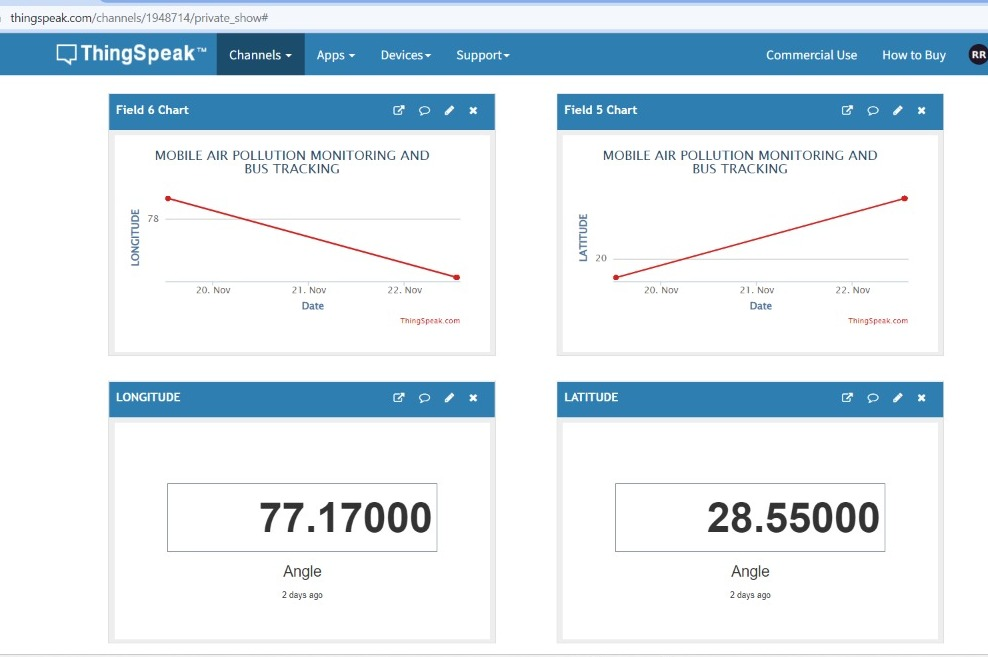 thingspeak.com/channels/1948714/private_show#
ThingSpeak™ Channels Apps Devices Support Commercial Use How to Buy RR
Field 6 Chart
MOBILE AIR POLLUTION MONITORING AND
BUS TRACKING
LONGITUDE
78
20. Nov 21. Nov 22. Nov
Date
ThingSpeak.com
Field 5 Chart
MOBILE AIR POLLUTION MONITORING AND
BUS TRACKING
LATITUDE
20
20. Nov 21. Nov 22. Nov
Date
ThingSpeak.com
LONGITUDE
77.17000
Angle
2 days ago
LATITUDE
28.55000
Angle
2 days ago